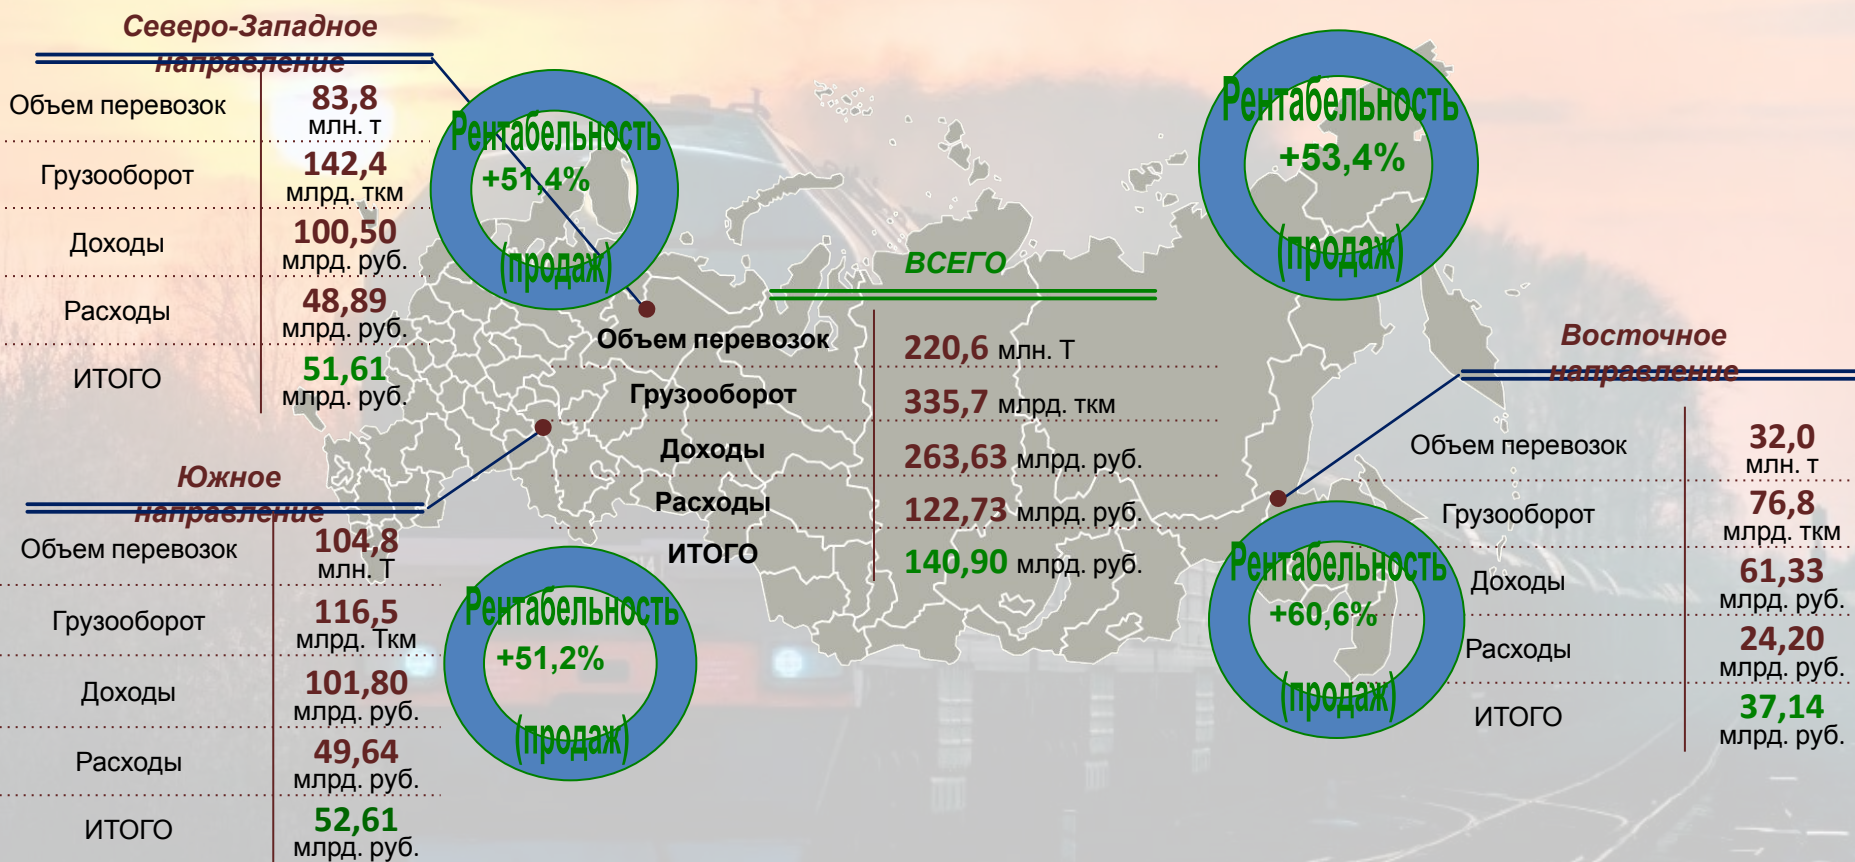 Северо-Западное
направление
Объем перевозок
83,8
млн. т
Грузооборот
142,4
млрд. ткм
Доходы
100,50
млрд. руб.
Расходы
48,89
млрд. руб.
ИТОГО
51,61
млрд. руб.
Рентабельность
+51,4%
(продаж)
Рентабельность
+53,4%
(продаж)
ВСЕГО
Объем перевозок
220,6 млн. Т
Грузооборот
335,7 млрд. ткм
Доходы
263,63 млрд. руб.
Расходы
122,73 млрд. руб.
ИТОГО
140,90 млрд. руб.
Южное
направление
Объем перевозок
104,8
млн. Т
Грузооборот
116,5
млрд. Ткм
Доходы
101,80
млрд. руб.
Расходы
49,64
млрд. руб.
ИТОГО
52,61
млрд. руб.
Рентабельность
+51,2%
(продаж)
Восточное
направление
Объем перевозок
32,0
млн. т
Грузооборот
76,8
млрд. ткм
Доходы
61,33
млрд. руб.
Расходы
24,20
млрд. руб.
ИТОГО
37,14
млрд. руб.
Рентабельность
+60,6%
(продаж)